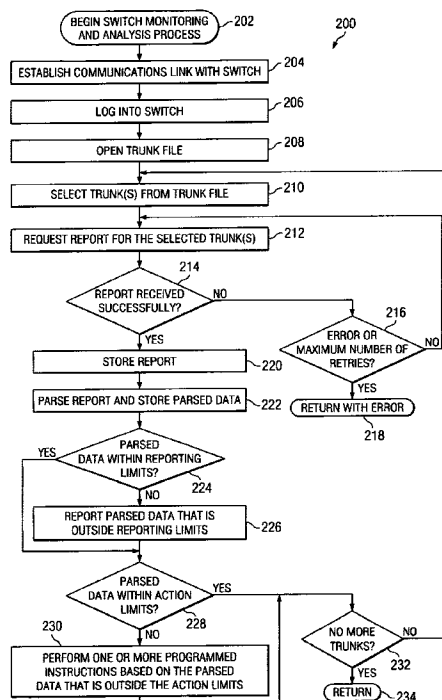 BEGIN SWITCH MONITORING
AND ANALYSIS PROCESS
202
200
ESTABLISH COMMUNICATIONS LINK WITH SWITCH
204
LOG INTO SWITCH
206
OPEN TRUNK FILE
208
SELECT TRUNK(S) FROM TRUNK FILE
210
REQUEST REPORT FOR THE SELECTED TRUNK(S)
212
214
REPORT RECEIVED
SUCCESSFULLY?
NO
YES
216
ERROR OR
MAXIMUM NUMBER OF
RETRIES?
NO
YES
RETURN WITH ERROR
218
STORE REPORT
220
PARSE REPORT AND STORE PARSED DATA
222
YES
PARSED
DATA WITHIN REPORTING
LIMITS?
224
NO
REPORT PARSED DATA THAT IS
OUTSIDE REPORTING LIMITS
226
PARSED
DATA WITHIN ACTION
LIMITS?
YES
228
NO
230
PERFORM ONE OR MORE PROGRAMMED
INSTRUCTIONS BASED ON THE PARSED
DATA THAT IS OUTSIDE THE ACTION LIMITS
NO MORE
TRUNKS?
NO
232
YES
RETURN
234